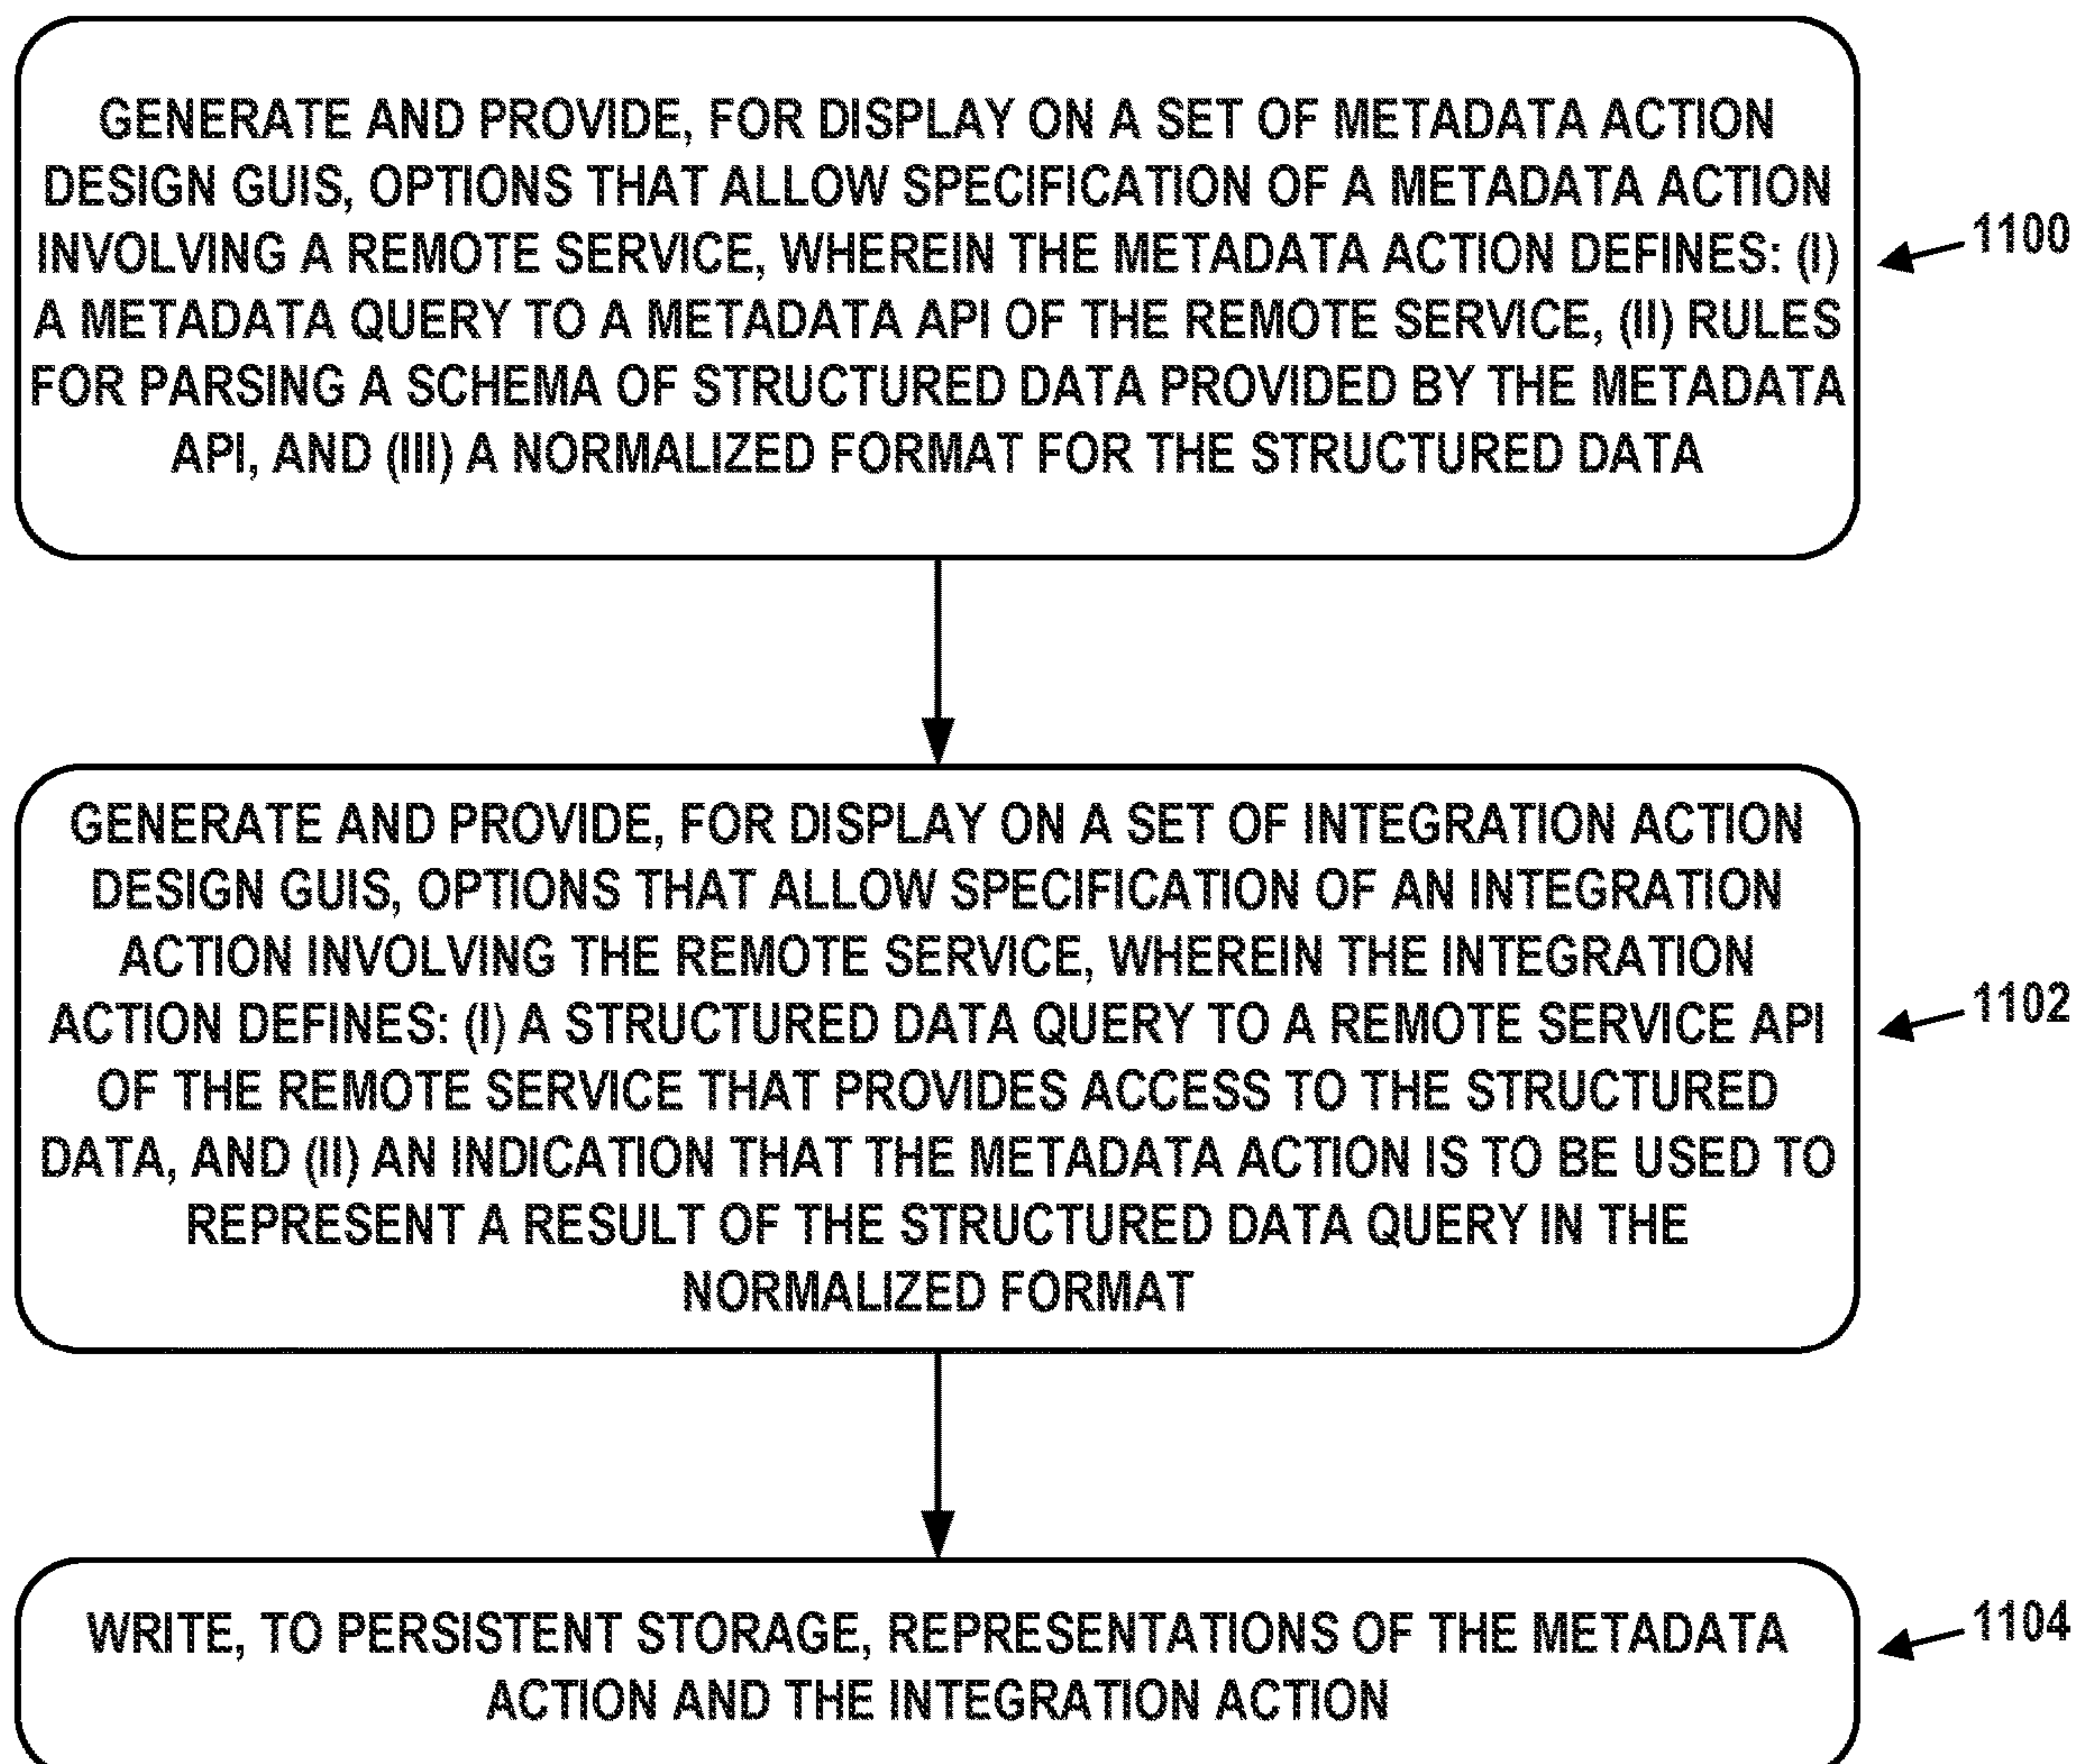 GENERATE AND PROVIDE, FOR DISPLAY ON A SET OF METADATA ACTION
DESIGN GUIS, OPTIONS THAT ALLOW SPECIFICATION OF A METADATA ACTION
INVOLVING A REMOTE SERVICE, WHEREIN THE METADATA ACTION DEFINES: (I)
A METADATA QUERY TO A METADATA API OF THE REMOTE SERVICE, (II) RULES
FOR PARSING A SCHEMA OF STRUCTURED DATA PROVIDED BY THE METADATA
API, AND (III) A NORMALIZED FORMAT FOR THE STRUCTURED DATA
1100
GENERATE AND PROVIDE, FOR DISPLAY ON A SET OF INTEGRATION ACTION
DESIGN GUIS, OPTIONS THAT ALLOW SPECIFICATION OF AN INTEGRATION
ACTION INVOLVING THE REMOTE SERVICE, WHEREIN THE INTEGRATION
ACTION DEFINES: (I) A STRUCTURED DATA QUERY TO A REMOTE SERVICE API
OF THE REMOTE SERVICE THAT PROVIDES ACCESS TO THE STRUCTURED
DATA, AND (II) AN INDICATION THAT THE METADATA ACTION IS TO BE USED TO
REPRESENT A RESULT OF THE STRUCTURED DATA QUERY IN THE
NORMALIZED FORMAT
1102
WRITE, TO PERSISTENT STORAGE, REPRESENTATIONS OF THE METADATA
ACTION AND THE INTEGRATION ACTION
1104